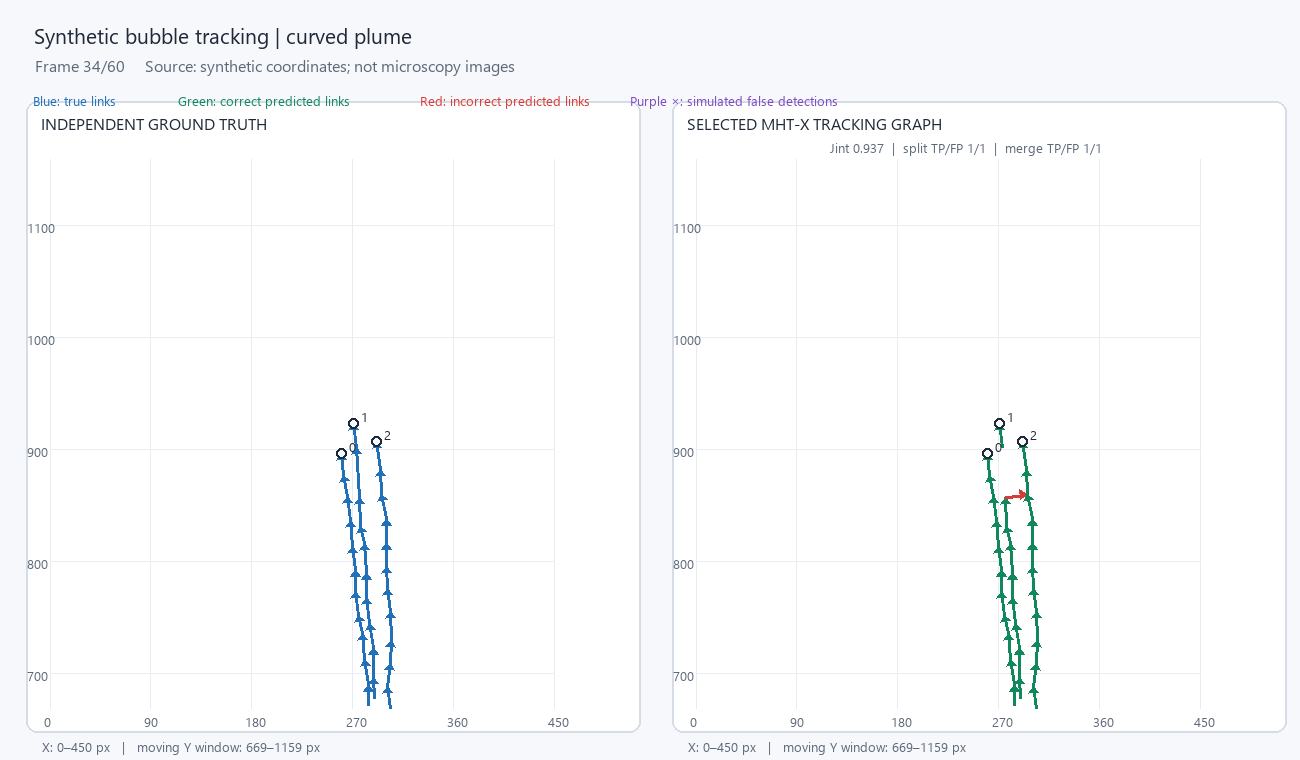 Synthetic bubble tracking | curved plume
Frame 34/60 Source: synthetic coordinates; not microscopy images
Blue: true links Green: correct predicted links Red: incorrect predicted links Purple ×: simulated false detections
INDEPENDENT GROUND TRUTH
1100
1000
900
800
700
0 90 180 270 360 450
1
2
0
X: 0–450 px | moving Y window: 669–1159 px
SELECTED MHT-X TRACKING GRAPH
Jint 0.937 | split TP/FP 1/1 | merge TP/FP 1/1
1100
1000
900
800
700
0 90 180 270 360 450
1
2
0
X: 0–450 px | moving Y window: 669–1159 px